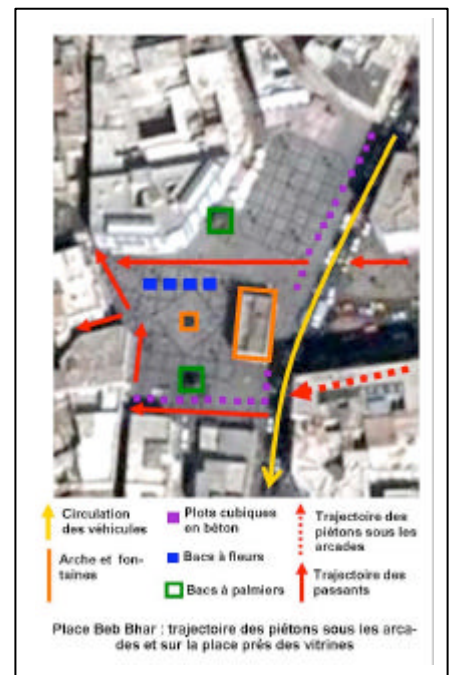 Circulation
des véhicules
Plots cubiques
en béton
Trajectoire des
piétons sous les
arcades
Arche et fon-
taines
Bacs à fleurs
Bacs à palmiers
Trajectoire des
passants
Place Beb Bhar : trajectoire des piétons sous les arca-
des et sur la place prés des vitrines